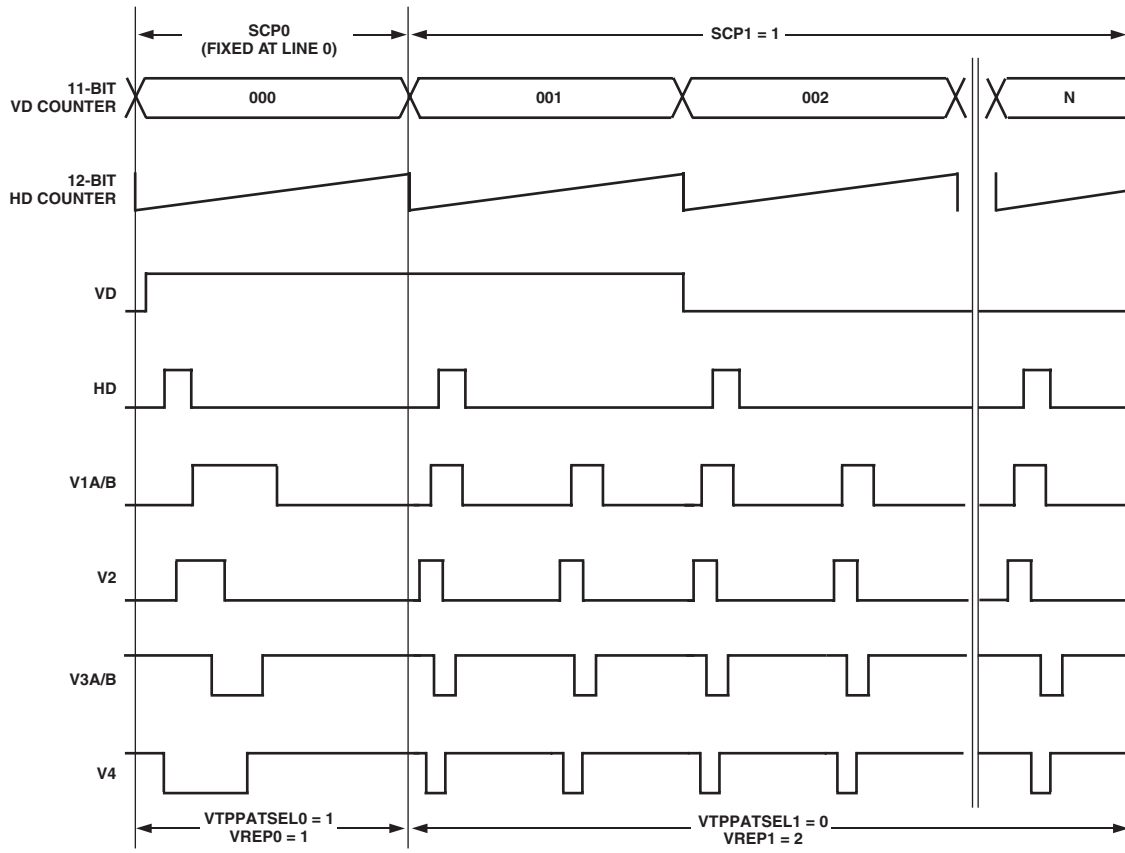 SCP0
(FIXED AT LINE 0)
SCP1 = 1
11-BIT
VD COUNTER
000
001
002
N
12-BIT
HD COUNTER
VD
HD
V1A/B
V2
V3A/B
V4
VTPPATSEL0 = 1
VREP0 = 1
VTPPATSEL1 = 0
VREP1 = 2